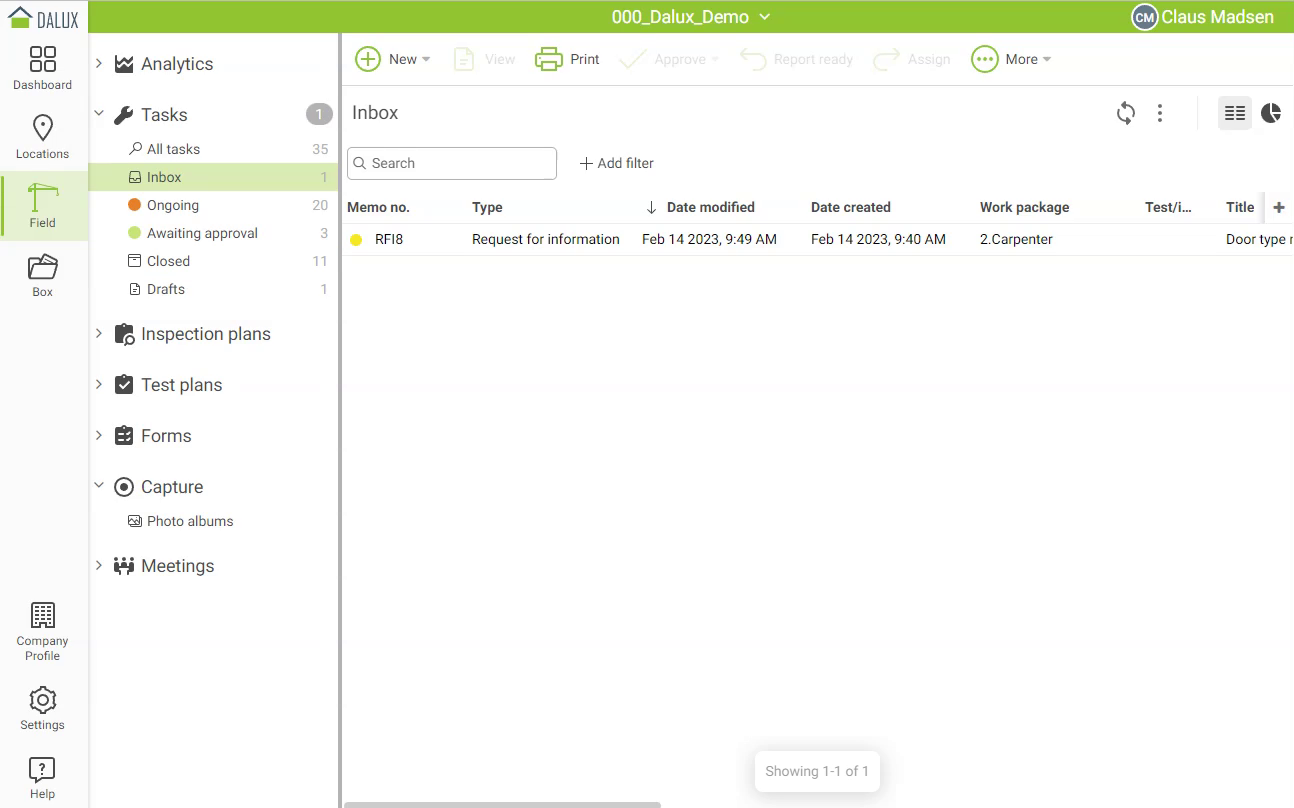 DALUX
000_Dalux_Demo
CM Claus Madsen
Dashboard
Locations
Field
Box
Company
Profile
Settings
Help
Analytics
Tasks 1
All tasks 35
Inbox 1
Ongoing 20
Awaiting approval 3
Closed 11
Drafts 1
Inspection plans
Test plans
Forms
Capture
Photo albums
Meetings
New View Print Approve Report ready Assign More
Inbox
Search Add filter
Memo no. Type Date modified Date created Work package Test/i... Title
RFI8 Request for information Feb 14 2023, 9:49 AM Feb 14 2023, 9:40 AM 2.Carpenter Door type
Showing 1-1 of 1